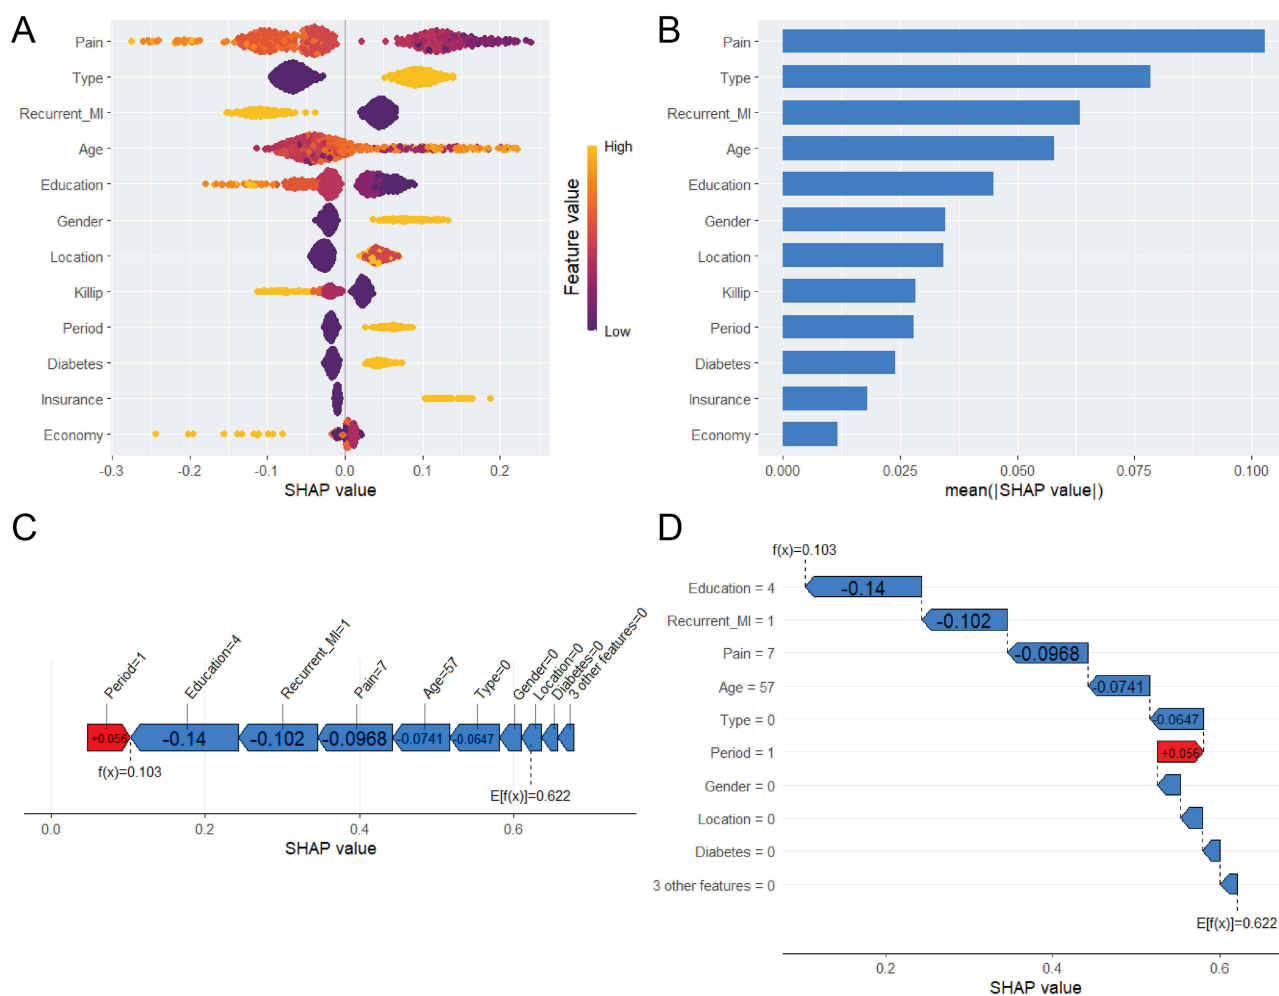 A
Pain
Type
Recurrent_MI
Age
Education
Gender
Location
Killip
Period
Diabetes
Insurance
Economy
-0.3 -0.2 -0.1 0.0 0.1 0.2
SHAP value
High
Feature value
Low
B
Pain
Type
Recurrent_MI
Age
Education
Gender
Location
Killip
Period
Diabetes
Insurance
Economy
0.000 0.025 0.050 0.075 0.100
mean(|SHAP value|)
C
Period=1
Education=4
Recurrent_MI=1
Pain=7
Age=57
Type=0
Gender=0
Location=0
Diabetes=0
3 other features=0
+0.056 -0.14 -0.102 -0.0968 -0.0741 -0.0647
f(x)=0.103
E[f(x)]=0.622
0.0 0.2 0.4 0.6
SHAP value
D
f(x)=0.103
Education = 4 -0.14
Recurrent_MI = 1 -0.102
Pain = 7 -0.0968
Age = 57 -0.0741
Type = 0 -0.0647
Period = 1 +0.056
Gender = 0
Location = 0
Diabetes = 0
3 other features = 0
E[f(x)]=0.622
0.2 0.4 0.6
SHAP value